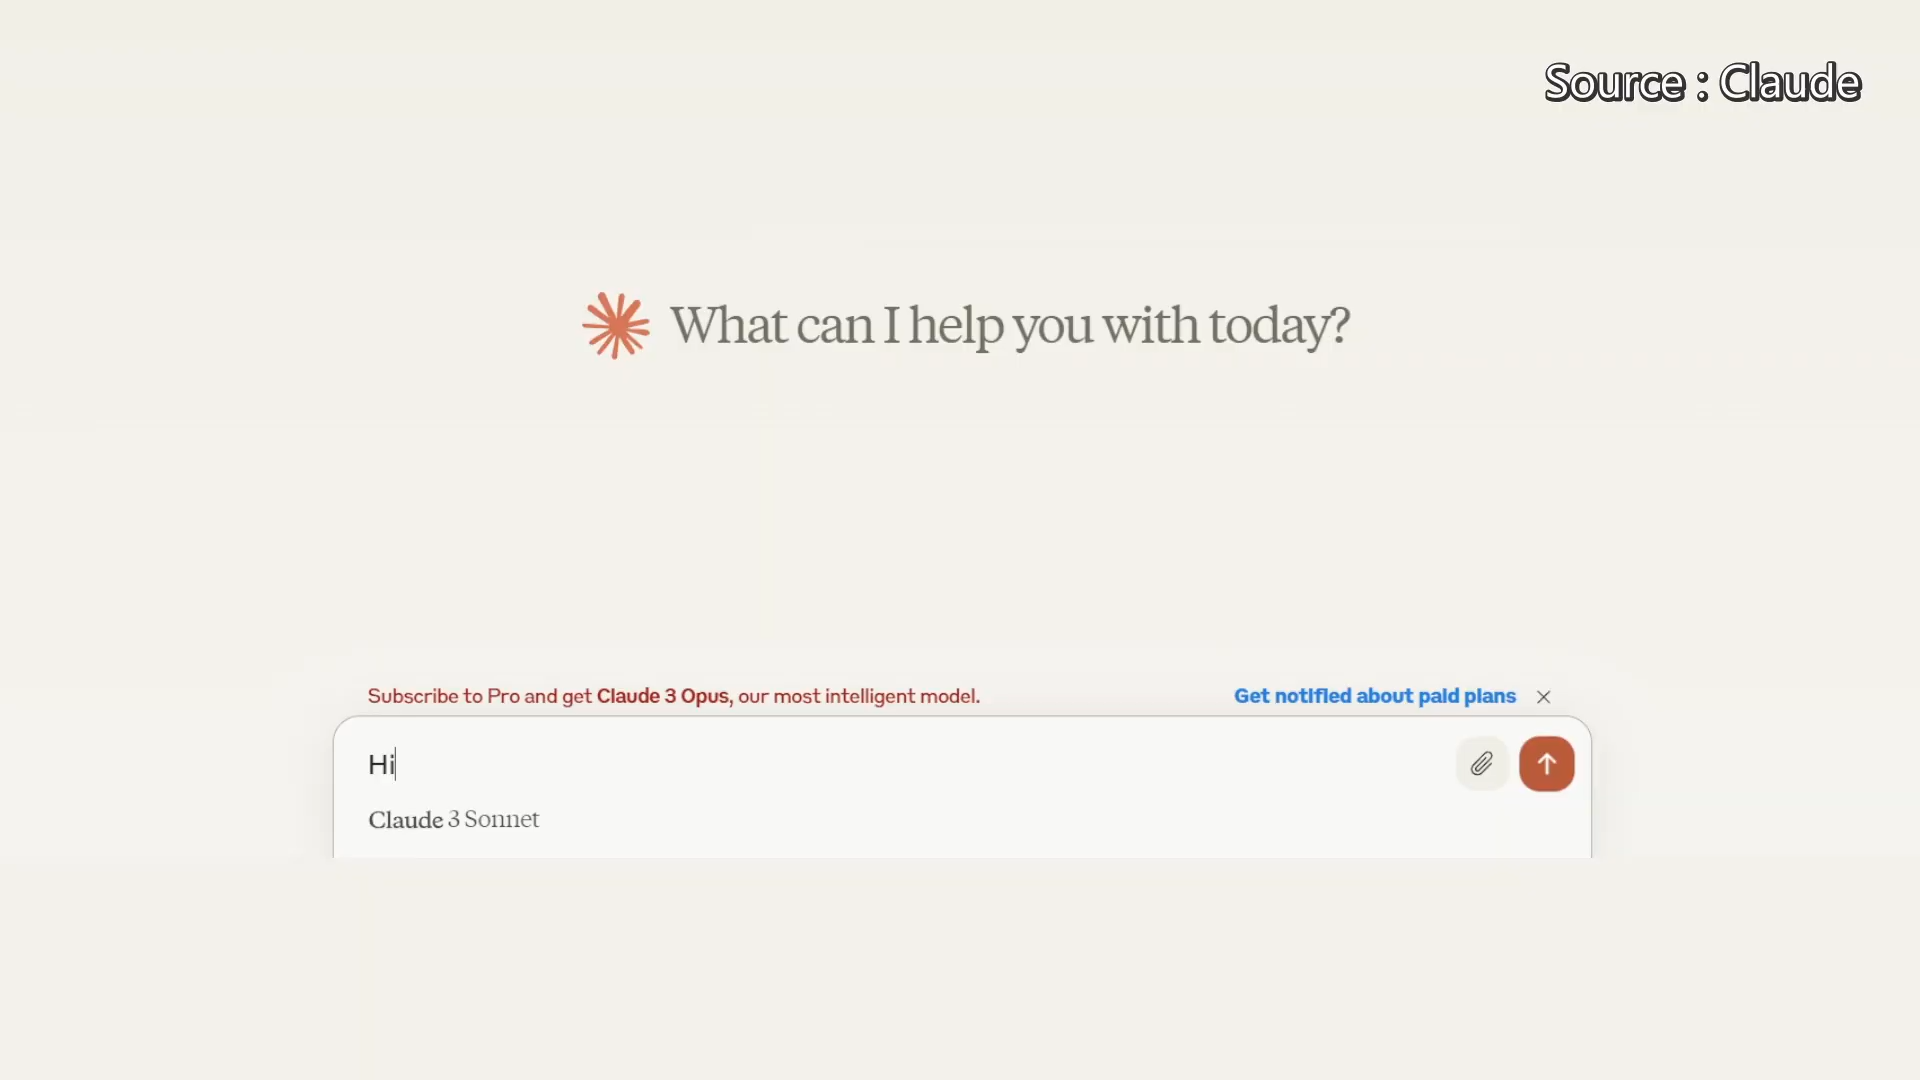 Source : Claude
What can I help you with today?
Subscribe to Pro and get Claude 3 Opus, our most intelligent model.
Get notified about paid plans
Hi
Claude 3 Sonnet